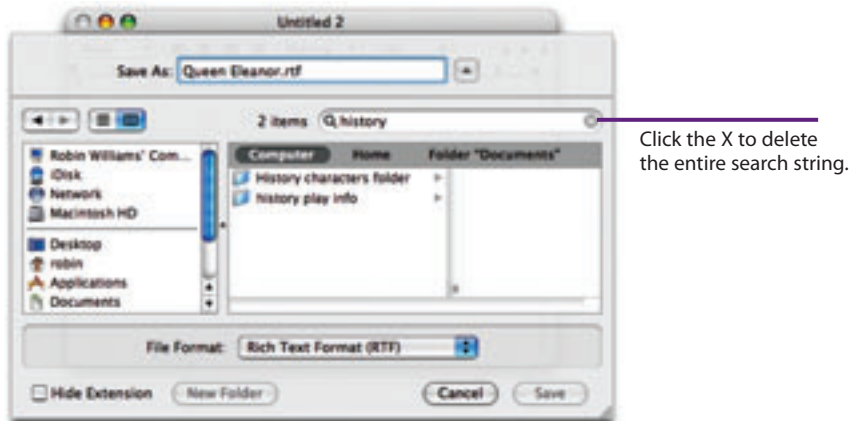 Untitled 2
Save As: Queen Eleanor.rtf
2 items history
Click the X to delete
the entire search string.
Robin Williams' Com...
iDisk
Network
Macintosh HD
Desktop
robin
Applications
Documents
Computer Home Folder "Documents"
History characters folder
history play info
File Format: Rich Text Format (RTF)
Hide Extension New Folder Cancel Save